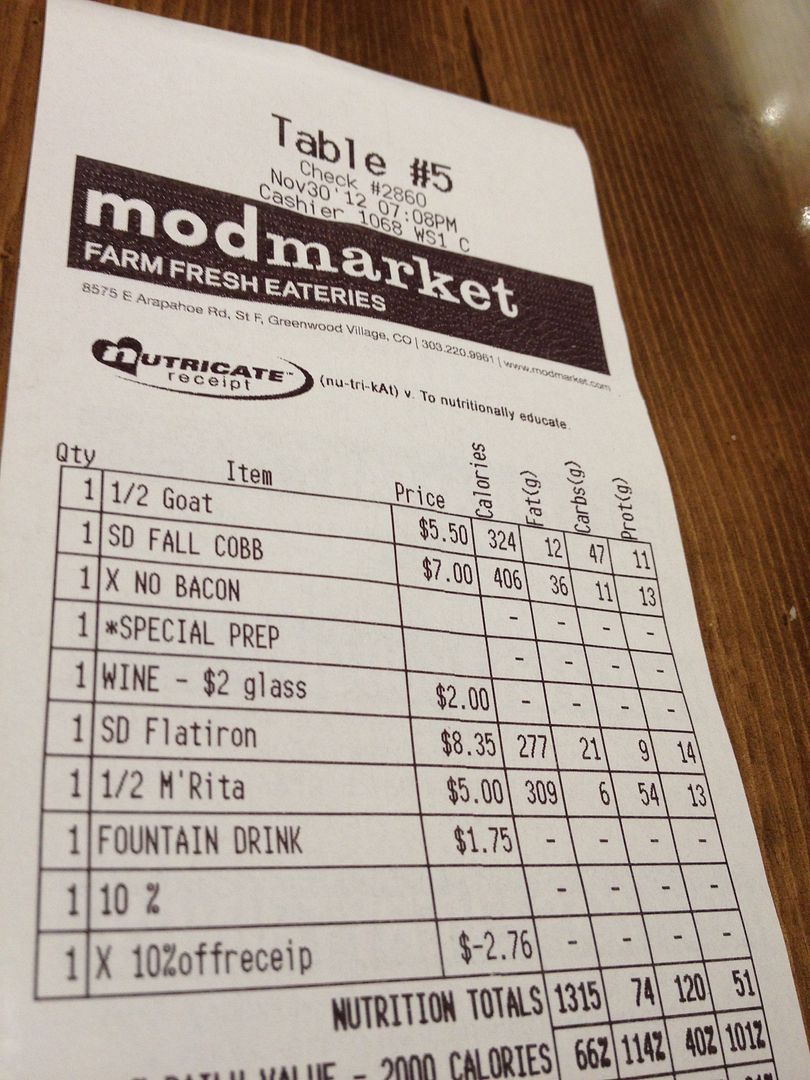 Table #5
Check #2860
Nov30'12 07:08PM
Cashier 1068 WS1 C
modmarket
FARM FRESH EATERIES
8575 E Arapahoe Rd, St F, Greenwood Village, CO | 303.220.9961 | www.modmarket.com
NUTRICATE™ receipt (nu-tri-kAt) v. To nutritionally educate.
Qty Item Price Calories Fat(g) Carbs(g) Prot(g)
1 1/2 Goat $5.50 324 12 47 11
1 SD FALL COBB $7.00 406 36 11 13
1 X NO BACON - - - -
1 *SPECIAL PREP - - - -
1 WINE - $2 glass $2.00 - - - -
1 SD Flatiron $8.35 277 21 9 14
1 1/2 M'Rita $5.00 309 6 54 13
1 FOUNTAIN DRINK $1.75 - - - -
1 10 % - - - -
1 X 10%offreceip $-2.76 - - - -
NUTRITION TOTALS 1315 74 120 51
% DAILY VALUE - 2000 CALORIES 66% 114% 40% 101%